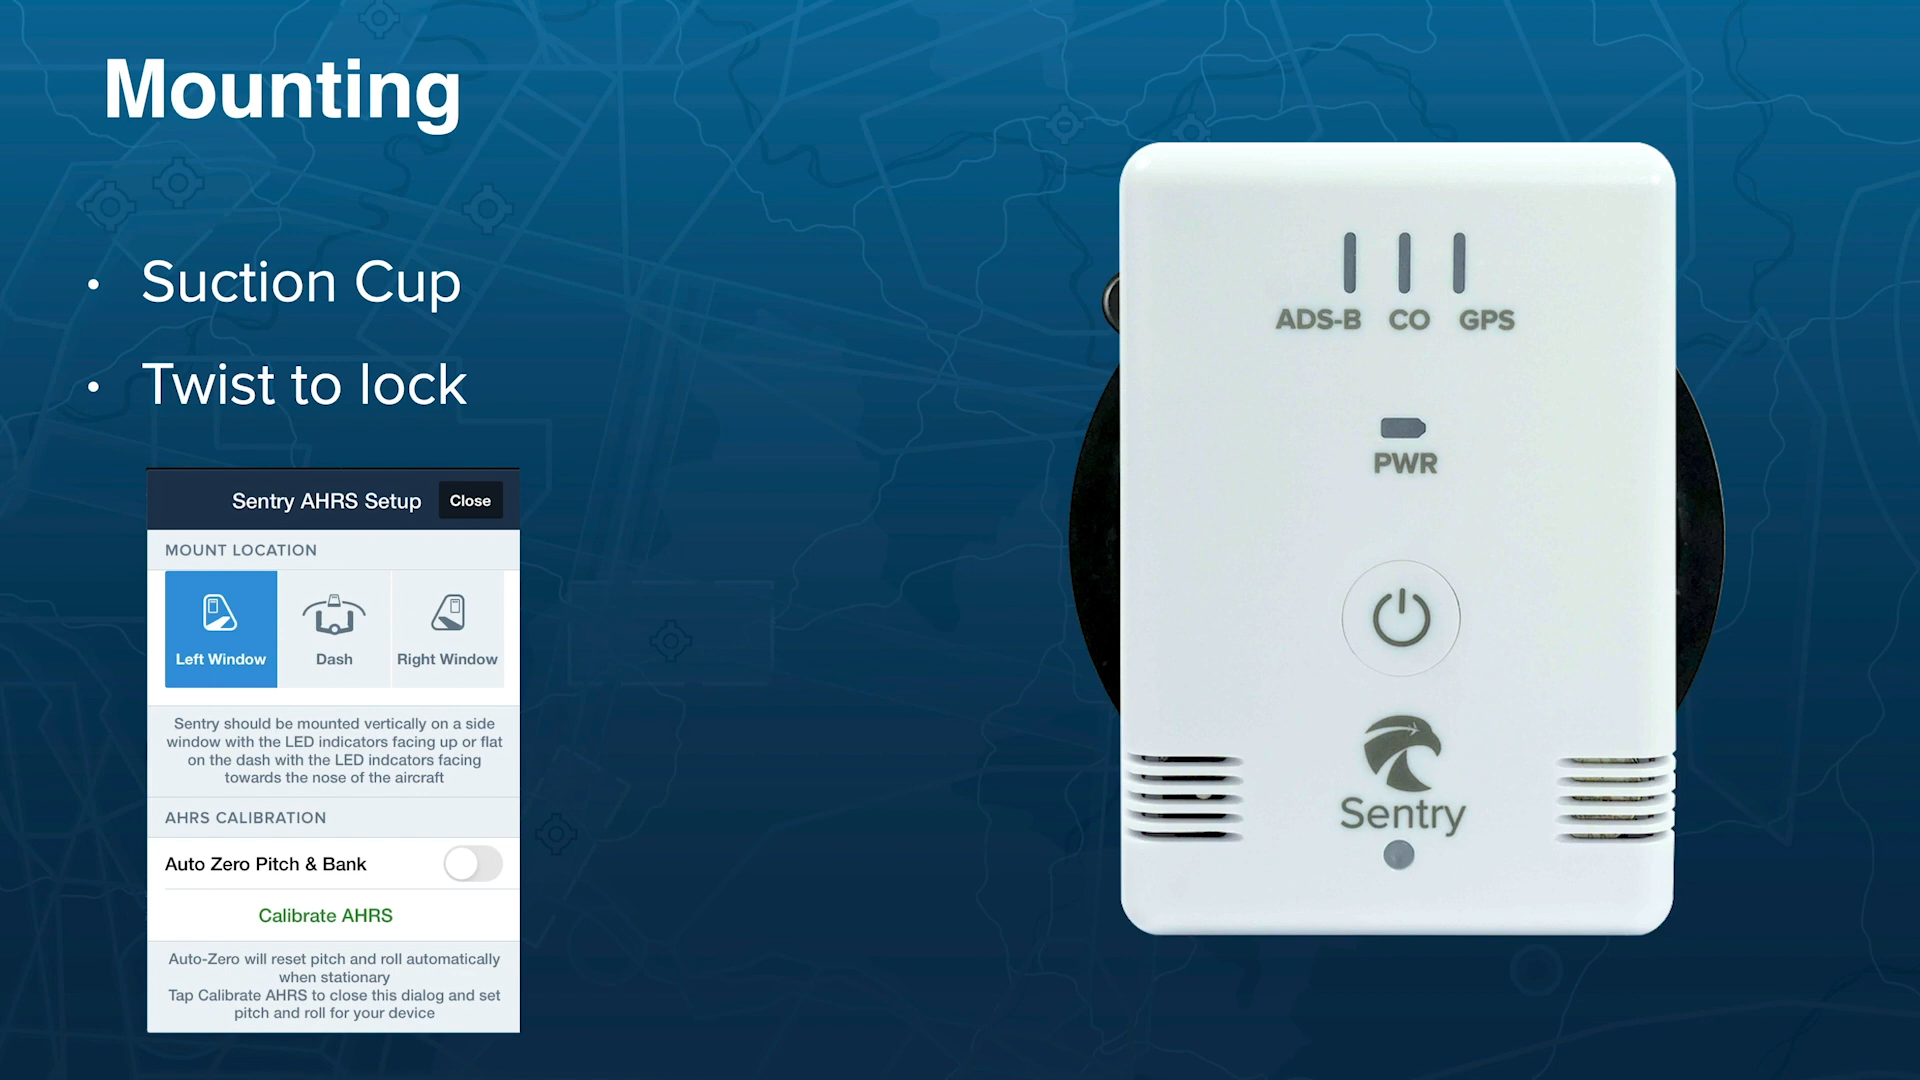 Mounting
• Suction Cup
• Twist to lock
Sentry AHRS Setup Close
MOUNT LOCATION
Left Window Dash Right Window
Sentry should be mounted vertically on a side
window with the LED indicators facing up or flat
on the dash with the LED indcators facing
towards the nose of the aircraft
AHRS CALIBRATION
Auto Zero Pitch & Bank
Calibrate AHRS
Auto-Zero will reset pitch and roll automatically
when stationary
Tap Calibrate AHRS to close this dialog and set
pitch and roll for your device
ADS-B CO GPS
PWR
Sentry